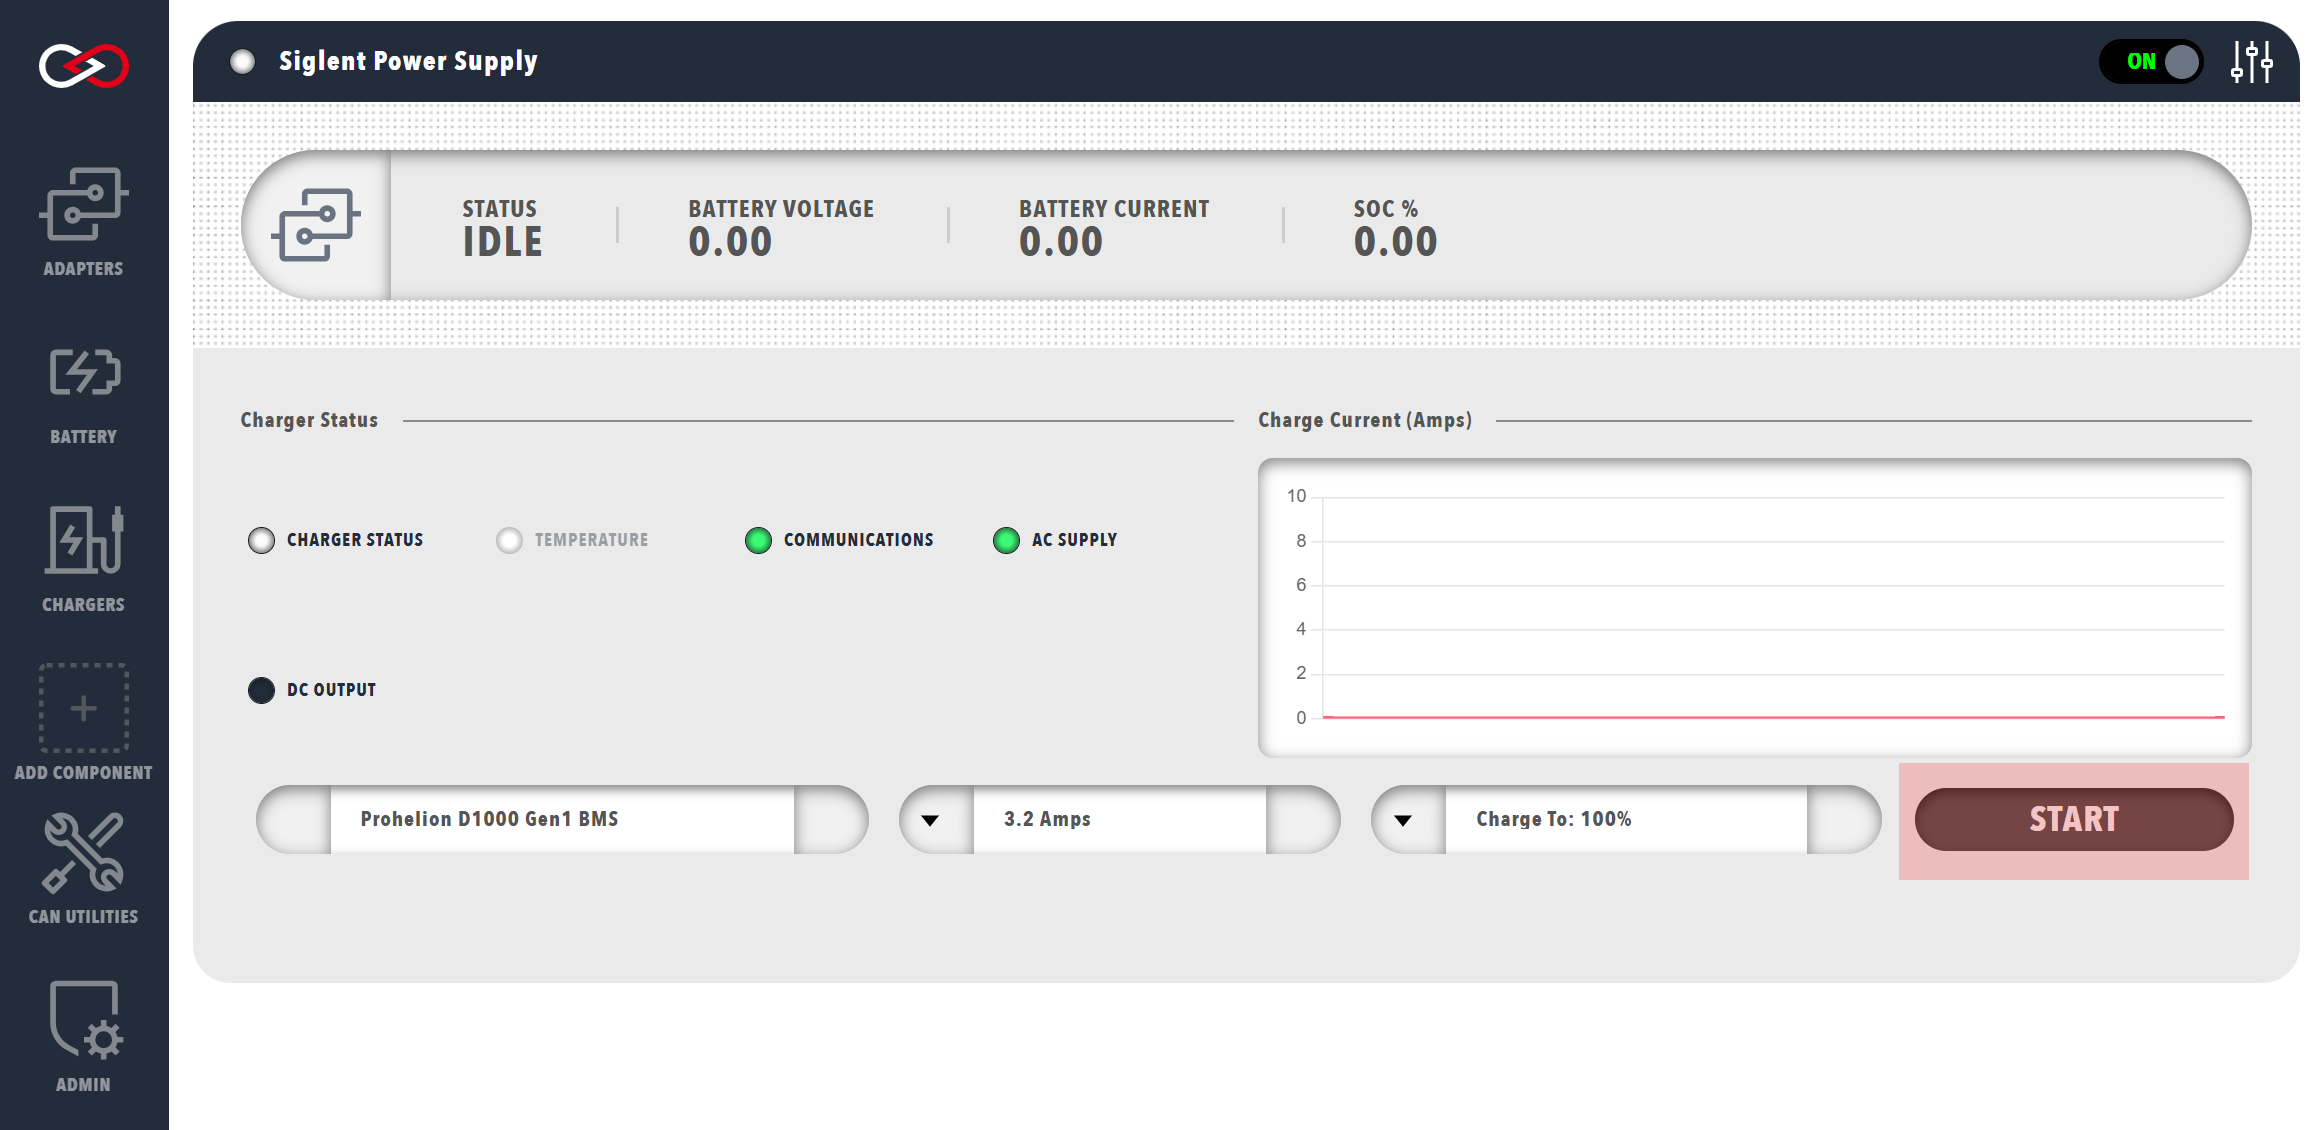 Siglent Power Supply
ON
ADAPTERS
BATTERY
CHARGERS
+
ADD COMPONENT
CAN UTILITIES
ADMIN
STATUS
IDLE
BATTERY VOLTAGE
0.00
BATTERY CURRENT
0.00
SOC %
0.00
Charger Status
CHARGER STATUS
TEMPERATURE
COMMUNICATIONS
AC SUPPLY
DC OUTPUT
Charge Current (Amps)
10
8
6
4
2
0
Prohelion D1000 Gen1 BMS
3.2 Amps
Charge To: 100%
START